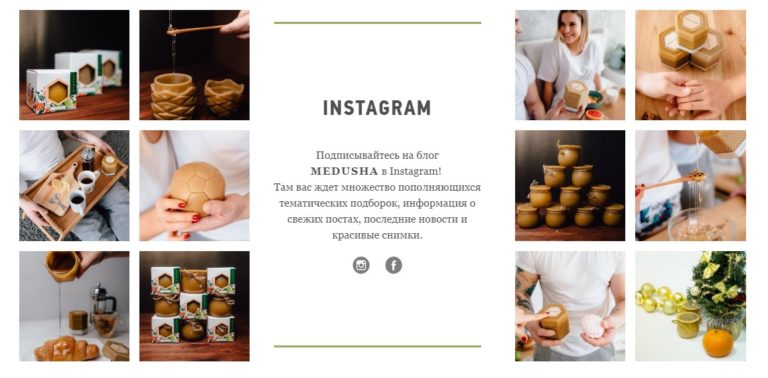 INSTAGRAM
Подписывайтесь на блог
MEDUSHA в Instagram!
Там вас ждет множество пополняющихся
тематических подборок, информация о
свежих постах, последние новости и
красивые снимки.